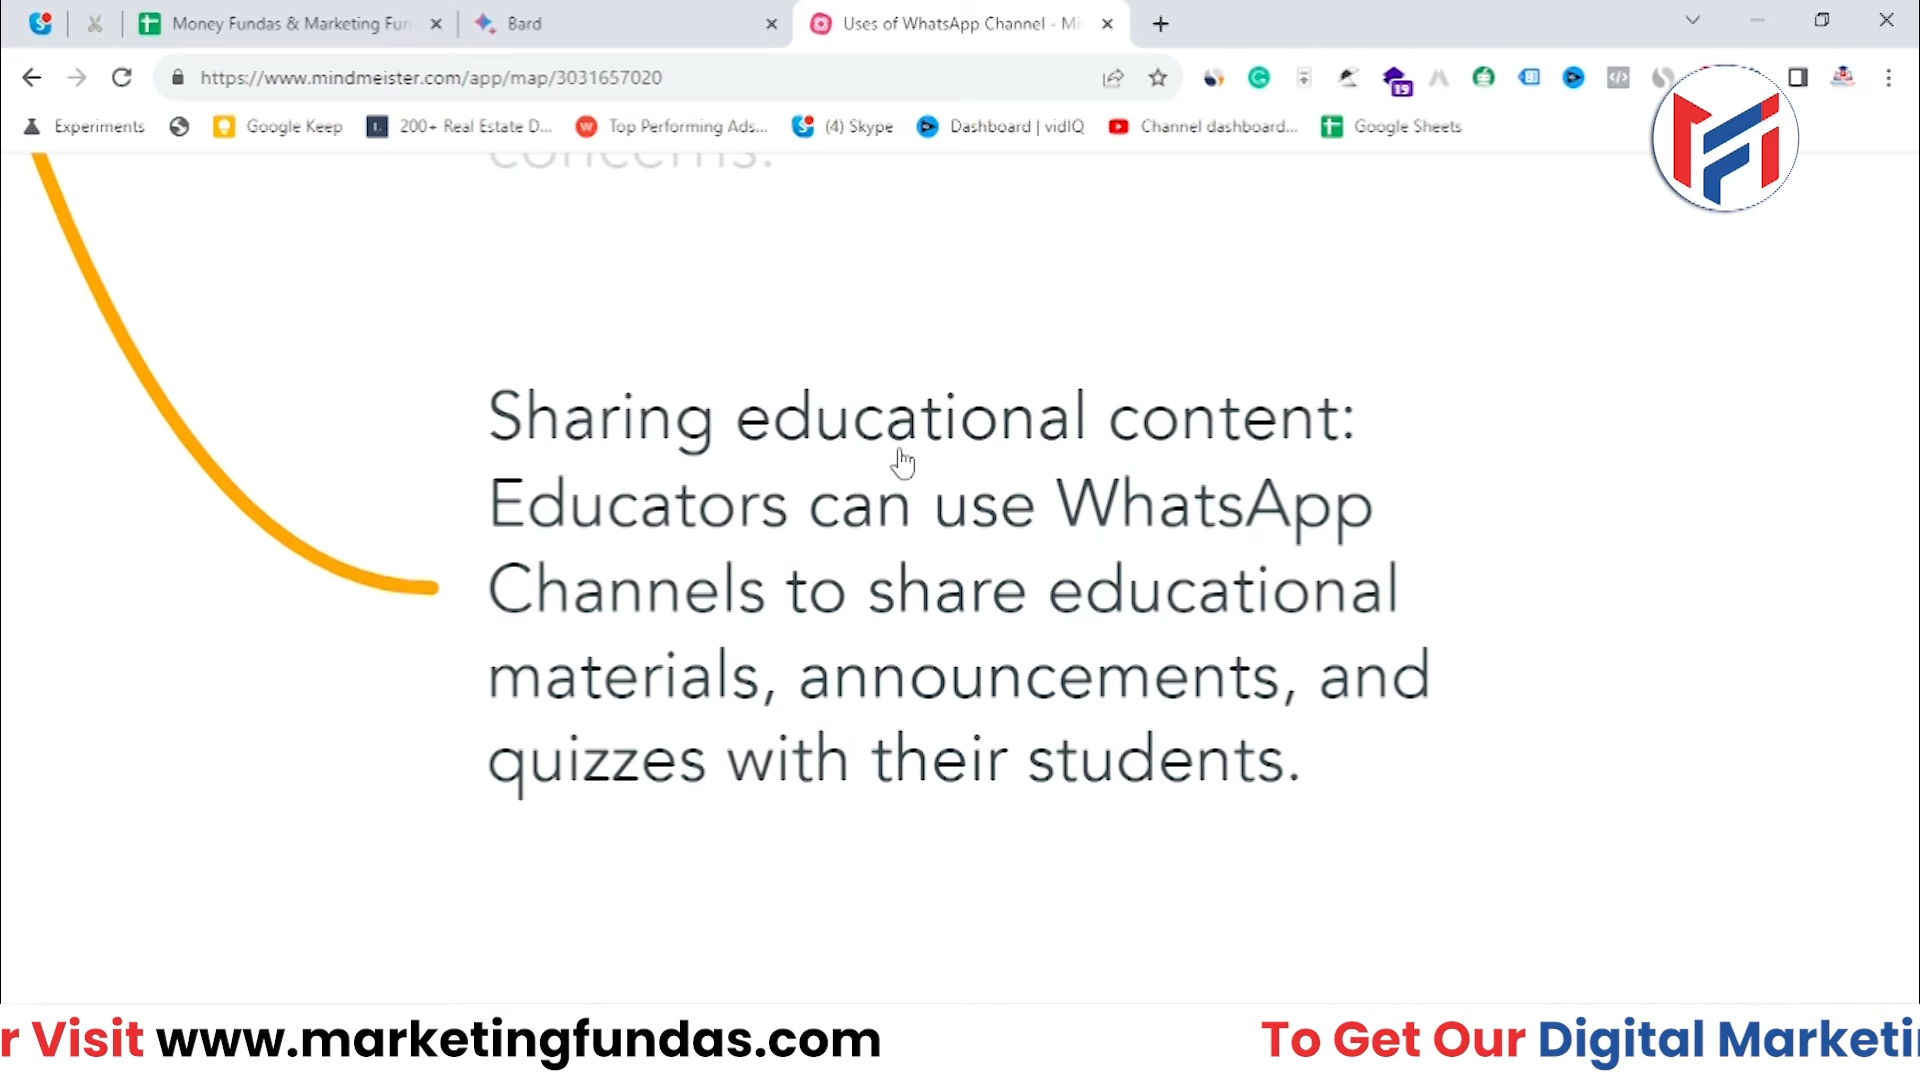 Money Fundas & Marketing Fun
Bard
Uses of WhatsApp Channel - Mi
https://www.mindmeister.com/app/map/3031657020
19
Experiments
Google Keep
200+ Real Estate D...
Top Performing Ads...
(4) Skype
Dashboard | vidIQ
Channel dashboard...
Google Sheets
concerns.
Sharing educational content:
Educators can use WhatsApp
Channels to share educational
materials, announcements, and
quizzes with their students.
r Visit www.marketingfundas.com
To Get Our Digital Marketi